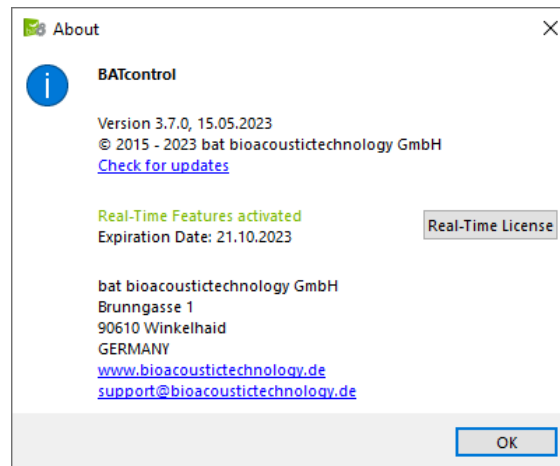 About
BATcontrol
Version 3.7.0, 15.05.2023
© 2015 - 2023 bat bioacoustictechnology GmbH
Check for updates
Real-Time Features activated
Expiration Date: 21.10.2023
Real-Time License
bat bioacoustictechnology GmbH
Brunngasse 1
90610 Winkelhaid
GERMANY
www.bioacoustictechnology.de
support@bioacoustictechnology.de
OK